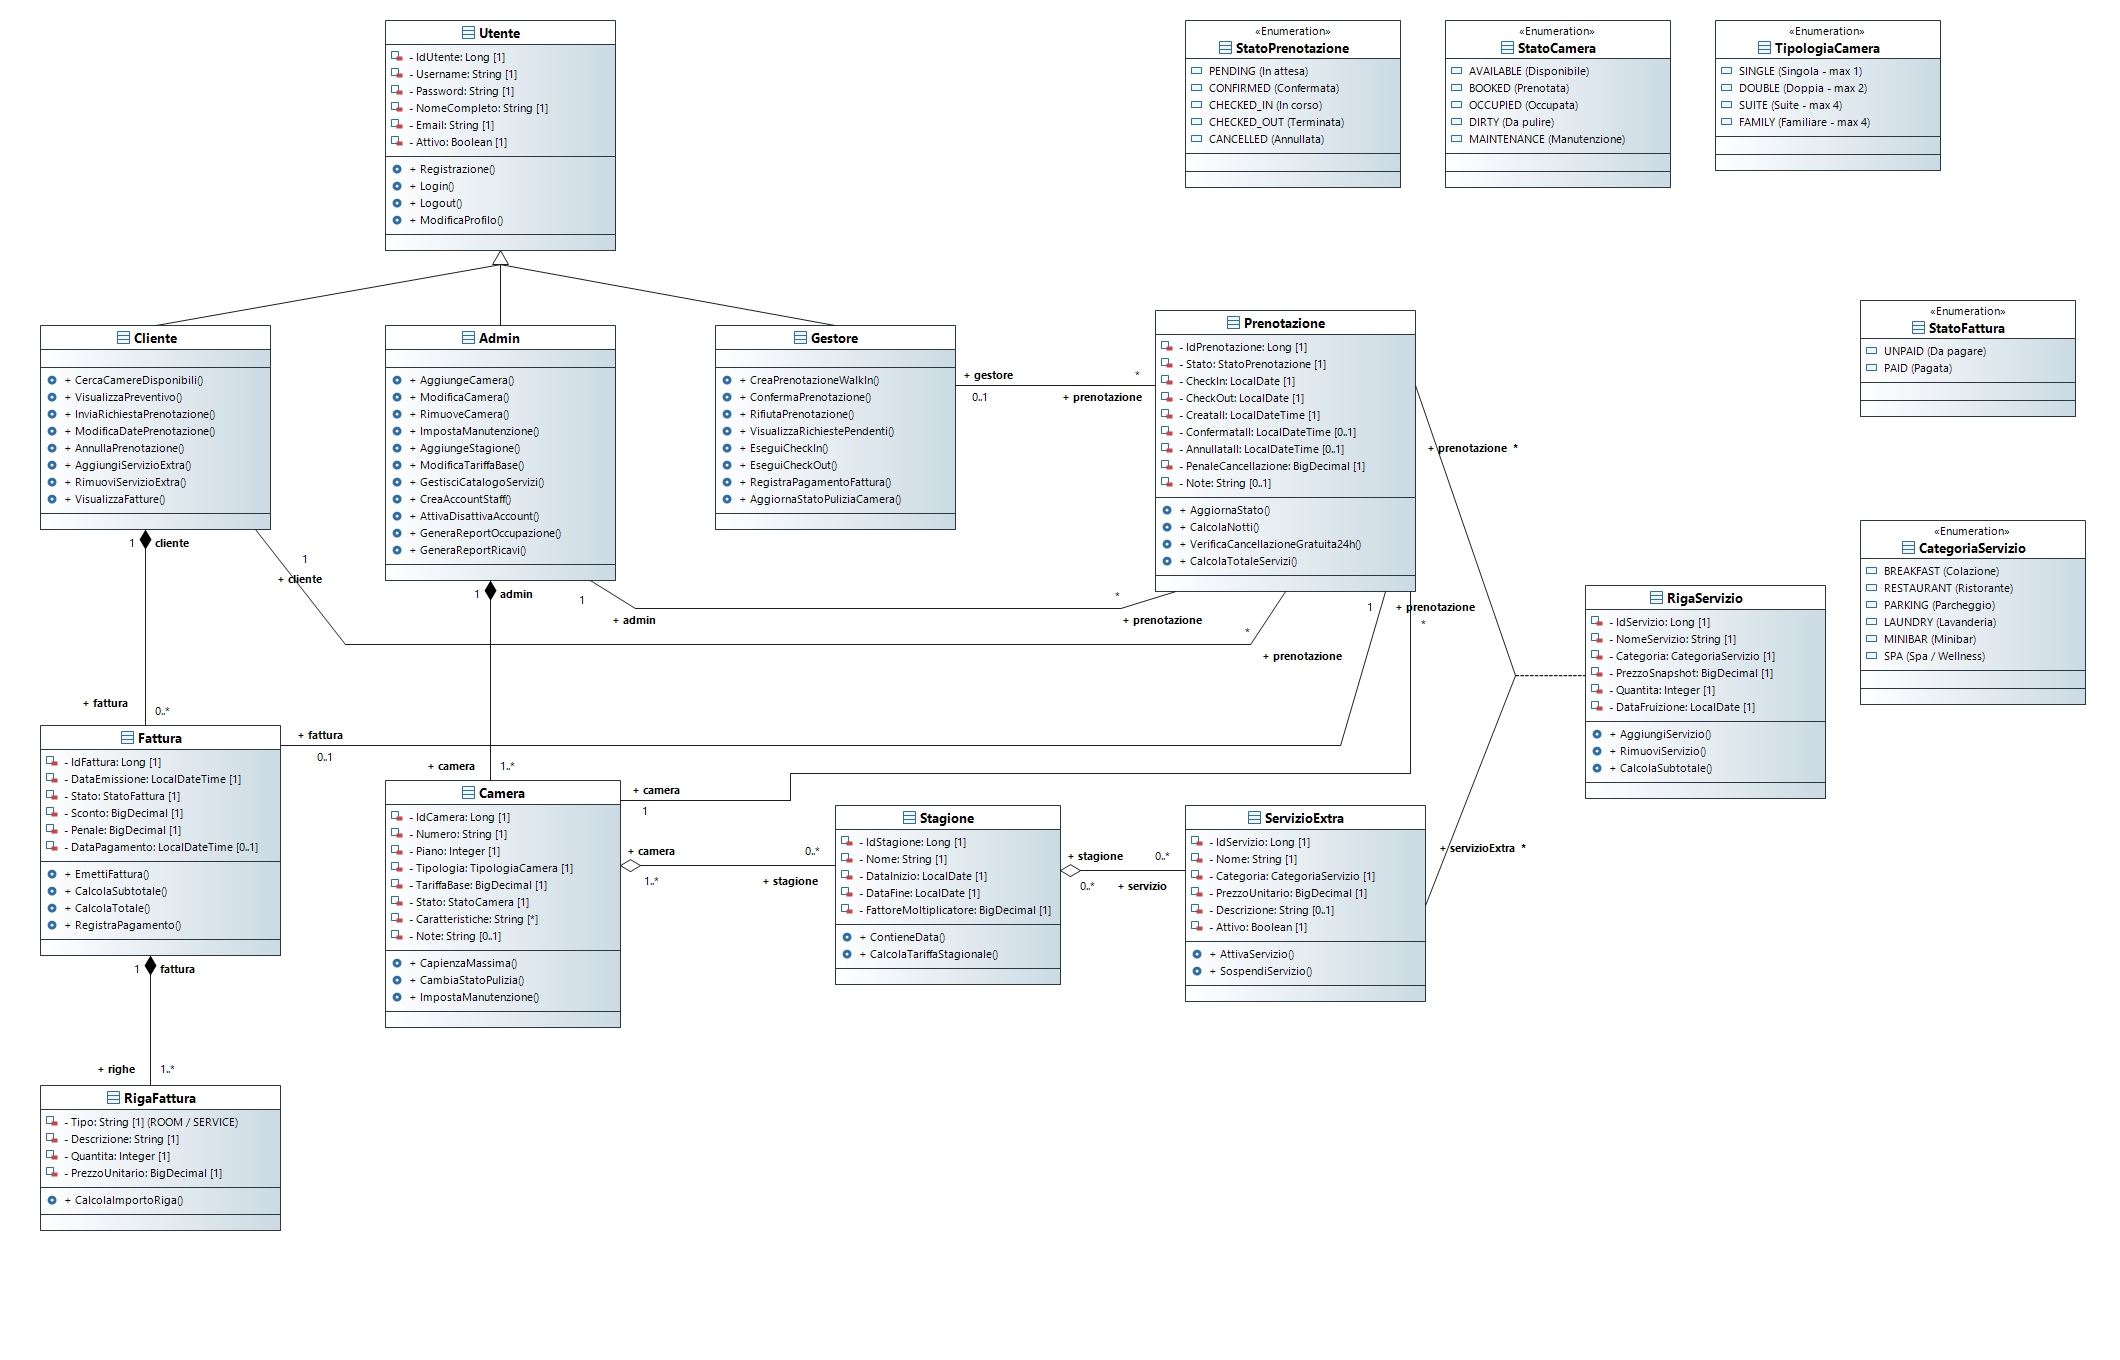 Utente
- IdUtente: Long [1]
- Username: String [1]
- Password: String [1]
- NomeCompleto: String [1]
- Email: String [1]
- Attivo: Boolean [1]
+ Registrazione()
+ Login()
+ Logout()
+ ModificaProfilo()
«Enumeration»
StatoPrenotazione
PENDING (In attesa)
CONFIRMED (Confermata)
CHECKED_IN (In corso)
CHECKED_OUT (Terminata)
CANCELLED (Annullata)
«Enumeration»
StatoCamera
AVAILABLE (Disponibile)
BOOKED (Prenotata)
OCCUPIED (Occupata)
DIRTY (Da pulire)
MAINTENANCE (Manutenzione)
«Enumeration»
TipologiaCamera
SINGLE (Singola - max 1)
DOUBLE (Doppia - max 2)
SUITE (Suite - max 4)
FAMILY (Familiare - max 4)
Cliente
+ CercaCamereDisponibili()
+ VisualizzaPreventivo()
+ InviaRichiestaPrenotazione()
+ ModificaDatePrenotazione()
+ AnnullaPrenotazione()
+ AggiungiServizioExtra()
+ RimuoviServizioExtra()
+ VisualizzaFatture()
Admin
+ AggiungeCamera()
+ ModificaCamera()
+ RimuoveCamera()
+ ImpostaManutenzione()
+ AggiungeStagione()
+ ModificaTariffaBase()
+ GestisciCatalogoServizi()
+ CreaAccountStaff()
+ AttivaDisattivaAccount()
+ GeneraReportOccupazione()
+ GeneraReportRicavi()
Gestore
+ CreaPrenotazioneWalkIn()
+ ConfermaPrenotazione()
+ RifiutaPrenotazione()
+ VisualizzaRichiestePendenti()
+ EseguiCheckIn()
+ EseguiCheckOut()
+ RegistraPagamentoFattura()
+ AggiornaStatoPuliziaCamera()
+ gestore
0..1
*
+ prenotazione
Prenotazione
- IdPrenotazione: Long [1]
- Stato: StatoPrenotazione [1]
- CheckIn: LocalDate [1]
- CheckOut: LocalDate [1]
- CreataIl: LocalDateTime [1]
- ConfermataIl: LocalDateTime [0..1]
- AnnullataIl: LocalDateTime [0..1]
- PenaleCancellazione: BigDecimal [1]
- Note: String [0..1]
+ AggiornaStato()
+ CalcolaNotti()
+ VerificaCancellazioneGratuita24h()
+ CalcolaTotaleServizi()
«Enumeration»
StatoFattura
UNPAID (Da pagare)
PAID (Pagata)
+ prenotazione *
«Enumeration»
CategoriaServizio
BREAKFAST (Colazione)
RESTAURANT (Ristorante)
PARKING (Parcheggio)
LAUNDRY (Lavanderia)
MINIBAR (Minibar)
SPA (Spa / Wellness)
1 cliente
1
+ cliente
1 admin
1
+ admin
*
+ prenotazione
*
+ prenotazione
1
+ prenotazione
*
RigaServizio
- IdServizio: Long [1]
- NomeServizio: String [1]
- Categoria: CategoriaServizio [1]
- PrezzoSnapshot: BigDecimal [1]
- Quantita: Integer [1]
- DataFruizione: LocalDate [1]
+ AggiungiServizio()
+ RimuoviServizio()
+ CalcolaSubtotale()
+ fattura
0..*
Fattura
- IdFattura: Long [1]
- DataEmissione: LocalDateTime [1]
- Stato: StatoFattura [1]
- Sconto: BigDecimal [1]
- Penale: BigDecimal [1]
- DataPagamento: LocalDateTime [0..1]
+ EmettiFattura()
+ CalcolaSubtotale()
+ CalcolaTotale()
+ RegistraPagamento()
+ fattura
0..1
+ camera
1..*
Camera
- IdCamera: Long [1]
- Numero: String [1]
- Piano: Integer [1]
- Tipologia: TipologiaCamera [1]
- TariffaBase: BigDecimal [1]
- Stato: StatoCamera [1]
- Caratteristiche: String [*]
- Note: String [0..1]
+ CapienzaMassima()
+ CambiaStatoPulizia()
+ ImpostaManutenzione()
+ camera
1
+ camera
1..*
0..*
+ stagione
Stagione
- IdStagione: Long [1]
- Nome: String [1]
- DataInizio: LocalDate [1]
- DataFine: LocalDate [1]
- FattoreMoltiplicatore: BigDecimal [1]
+ ContieneData()
+ CalcolaTariffaStagionale()
+ stagione
0..*
0..*
+ servizio
ServizioExtra
- IdServizio: Long [1]
- Nome: String [1]
- Categoria: CategoriaServizio [1]
- PrezzoUnitario: BigDecimal [1]
- Descrizione: String [0..1]
- Attivo: Boolean [1]
+ AttivaServizio()
+ SospendiServizio()
+ servizioExtra *
1 fattura
+ righe
1..*
RigaFattura
- Tipo: String [1] (ROOM / SERVICE)
- Descrizione: String [1]
- Quantita: Integer [1]
- PrezzoUnitario: BigDecimal [1]
+ CalcolaImportoRiga()